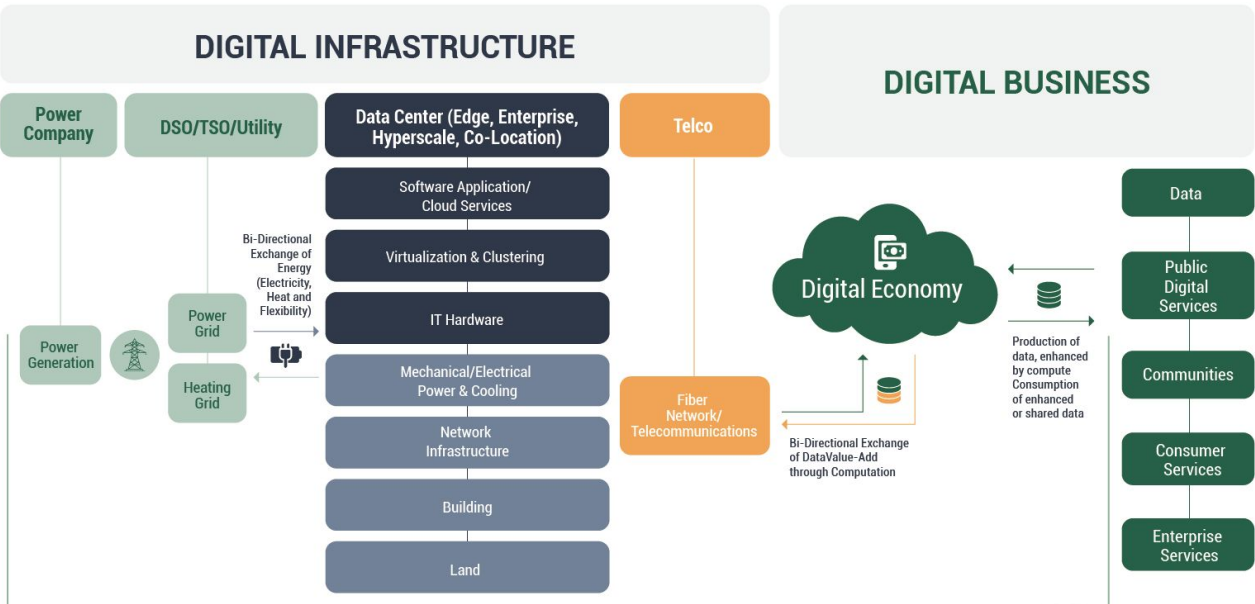 DIGITAL INFRASTRUCTURE
DIGITAL BUSINESS
Power
Company
DSO/TSO/Utility
Data Center (Edge, Enterprise,
Hyperscale, Co-Location)
Telco
Software Application/
Cloud Services
Virtualization & Clustering
IT Hardware
Mechanical/Electrical
Power & Cooling
Network
Infrastructure
Building
Land
Bi-Directional
Exchange of
Energy
(Electricity,
Heat and
Flexibility)
Power
Grid
Power
Generation
Heating
Grid
Fiber
Network/
Telecommunications
Digital Economy
Bi-Directional Exchange
of DataValue-Add
through Computation
Production of
data, enhanced
by compute
Consumption
of enhanced
or shared data
Data
Public
Digital
Services
Communities
Consumer
Services
Enterprise
Services